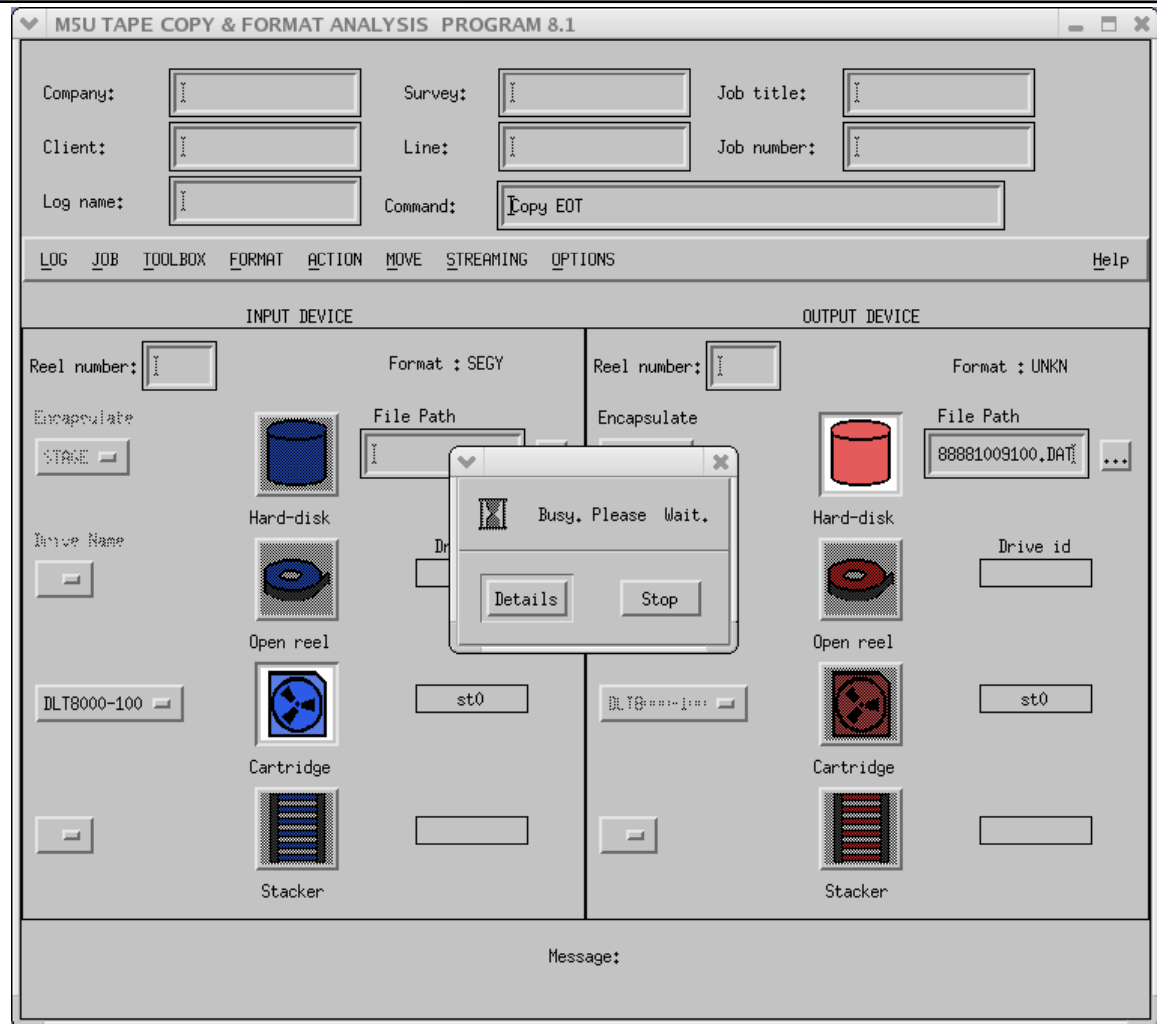 M5U TAPE COPY & FORMAT ANALYSIS PROGRAM 8.1
Company: Survey: Job title:
Client: Line: Job number:
Log name: Command: Copy EOT
LOG JOB TOOLBOX FORMAT ACTION MOVE STREAMING OPTIONS Help
INPUT DEVICE
Reel number: Format : SEGY
Encapsulate File Path
STAGE
Hard-disk
Drive Name Dr
Open reel
DLT8000-100 st0
Cartridge
Stacker
Busy. Please Wait.
Details Stop
OUTPUT DEVICE
Reel number: Format : UNKN
Encapsulate File Path
88881009100.DAT ...
Hard-disk
Drive id
Open reel
st0
Cartridge
Stacker
Message: